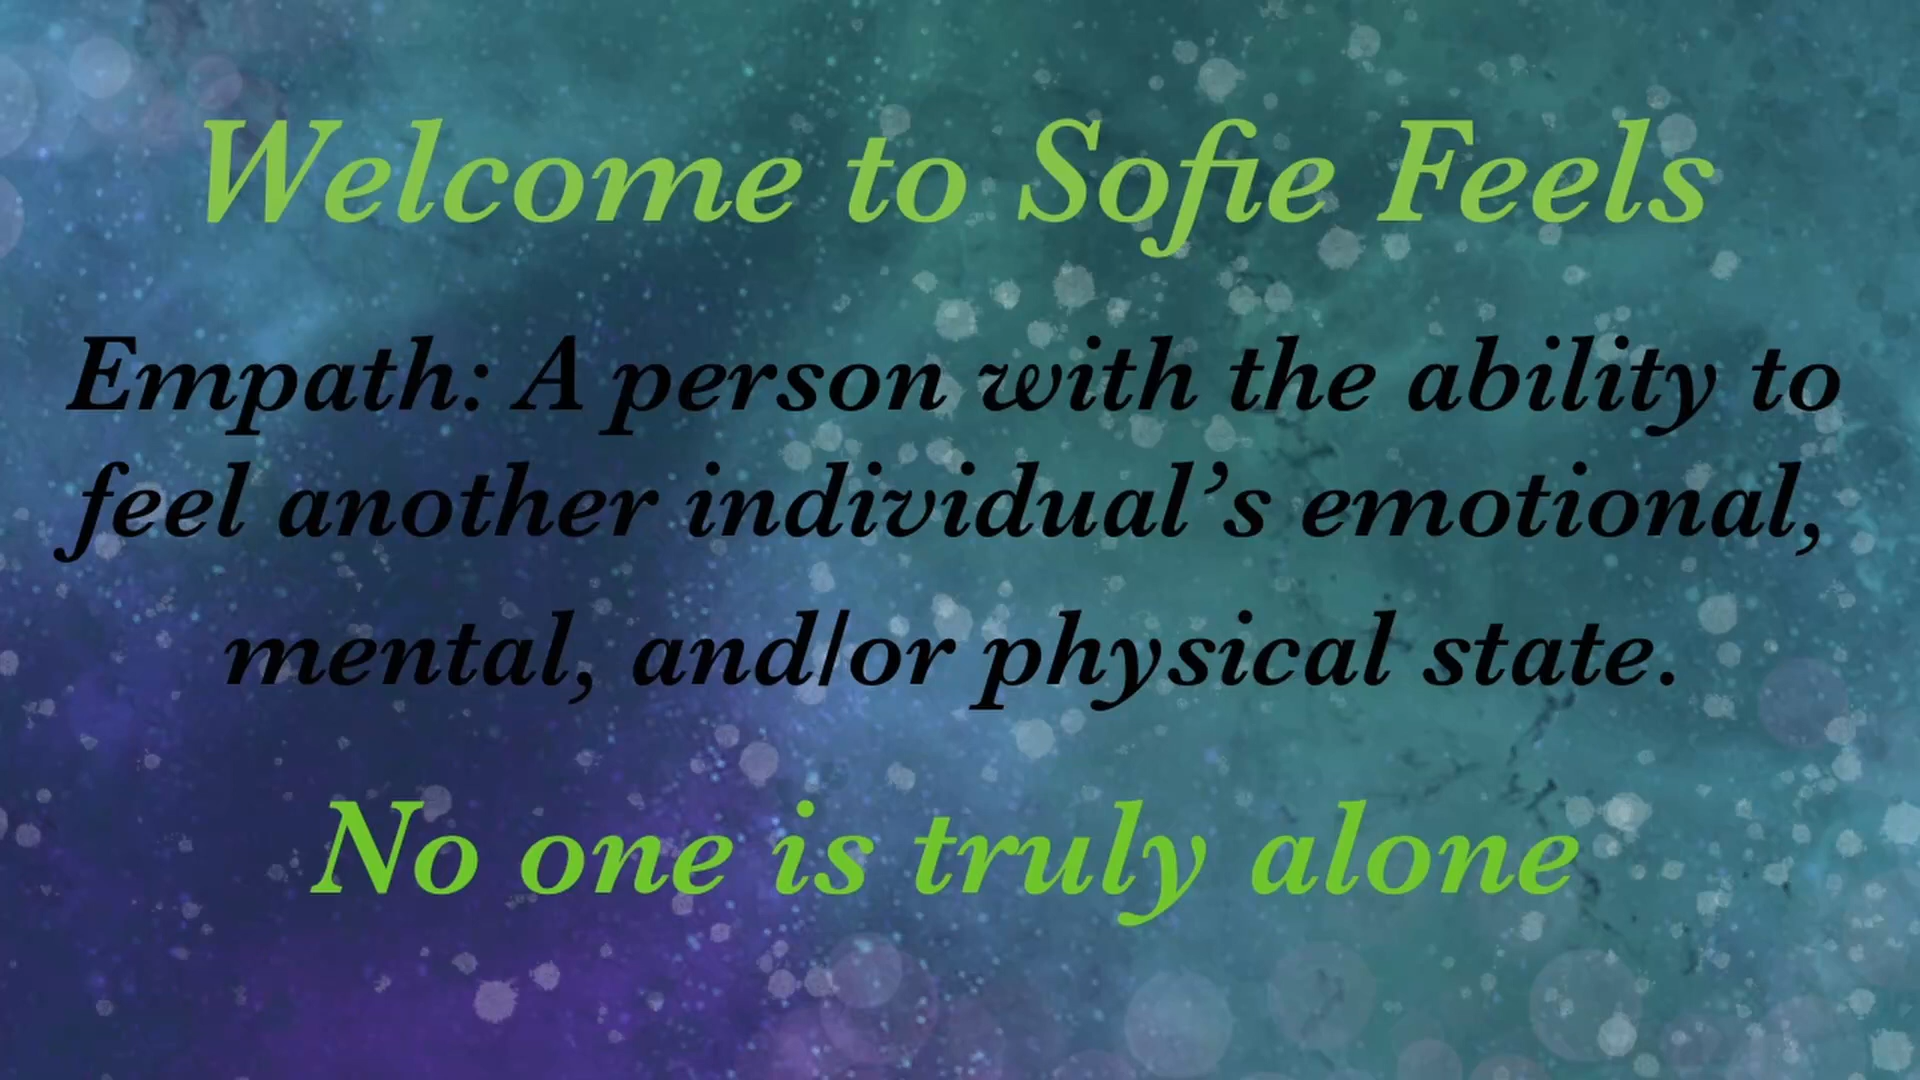 Welcome to Sofie Feels
Empath: A person with the ability to
feel another individual’s emotional,
mental, and/or physical state.
No one is truly alone